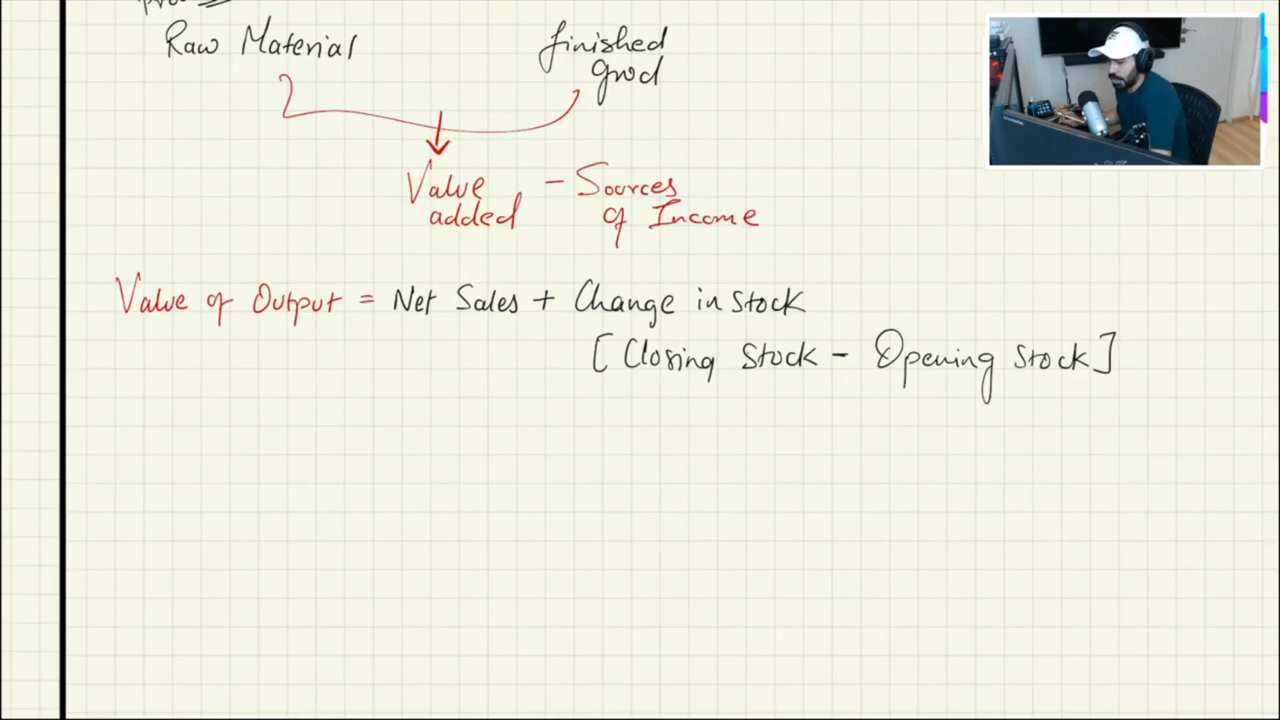 Raw Material
finished
good
Value - Sources
added of Income
Value of Output = Net Sales + Change in stock
[Closing stock - Opening stock]